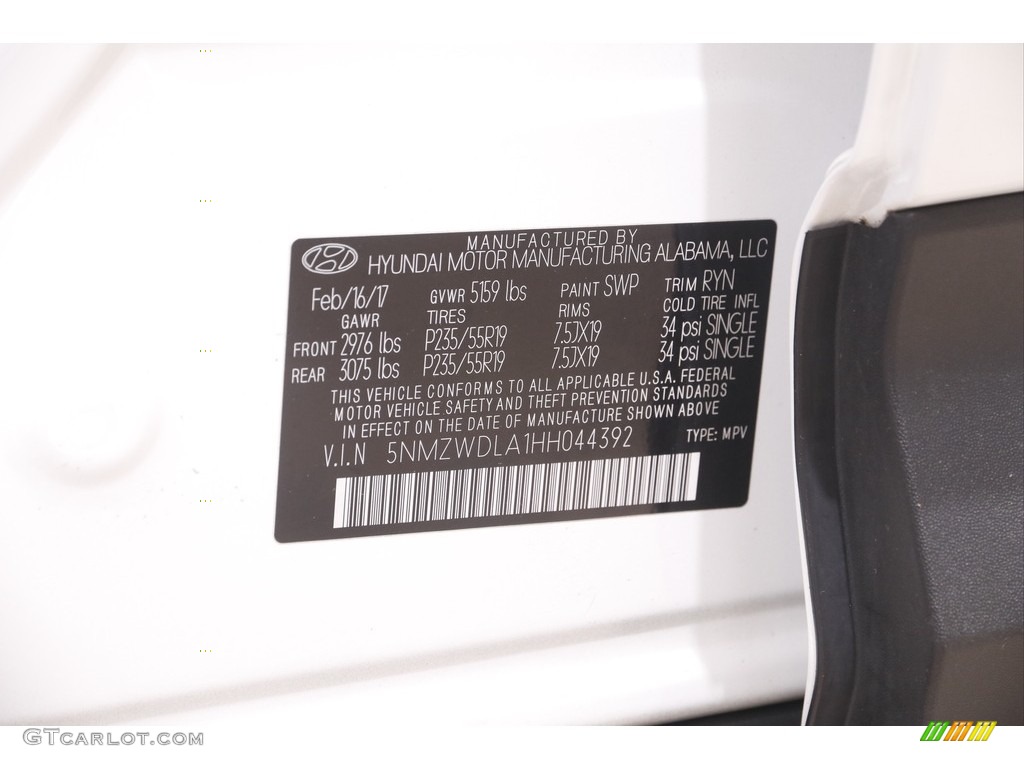 MANUFACTURED BY
HYUNDAI MOTOR MANUFACTURING ALABAMA, LLC
Feb/16/17 GVWR 5159 lbs PAINT SWP TRIM RYN
GAWR TIRES RIMS COLD TIRE INFL
FRONT 2976 lbs P235/55R19 7.5JX19 34 psi SINGLE
REAR 3075 lbs P235/55R19 7.5JX19 34 psi SINGLE
THIS VEHICLE CONFORMS TO ALL APPLICABLE U.S.A. FEDERAL
MOTOR VEHICLE SAFETY AND THEFT PREVENTION STANDARDS
IN EFFECT ON THE DATE OF MANUFACTURE SHOWN ABOVE
V.I.N 5NMZWDLA1HH044392 TYPE: MPV
GTCarlot.com